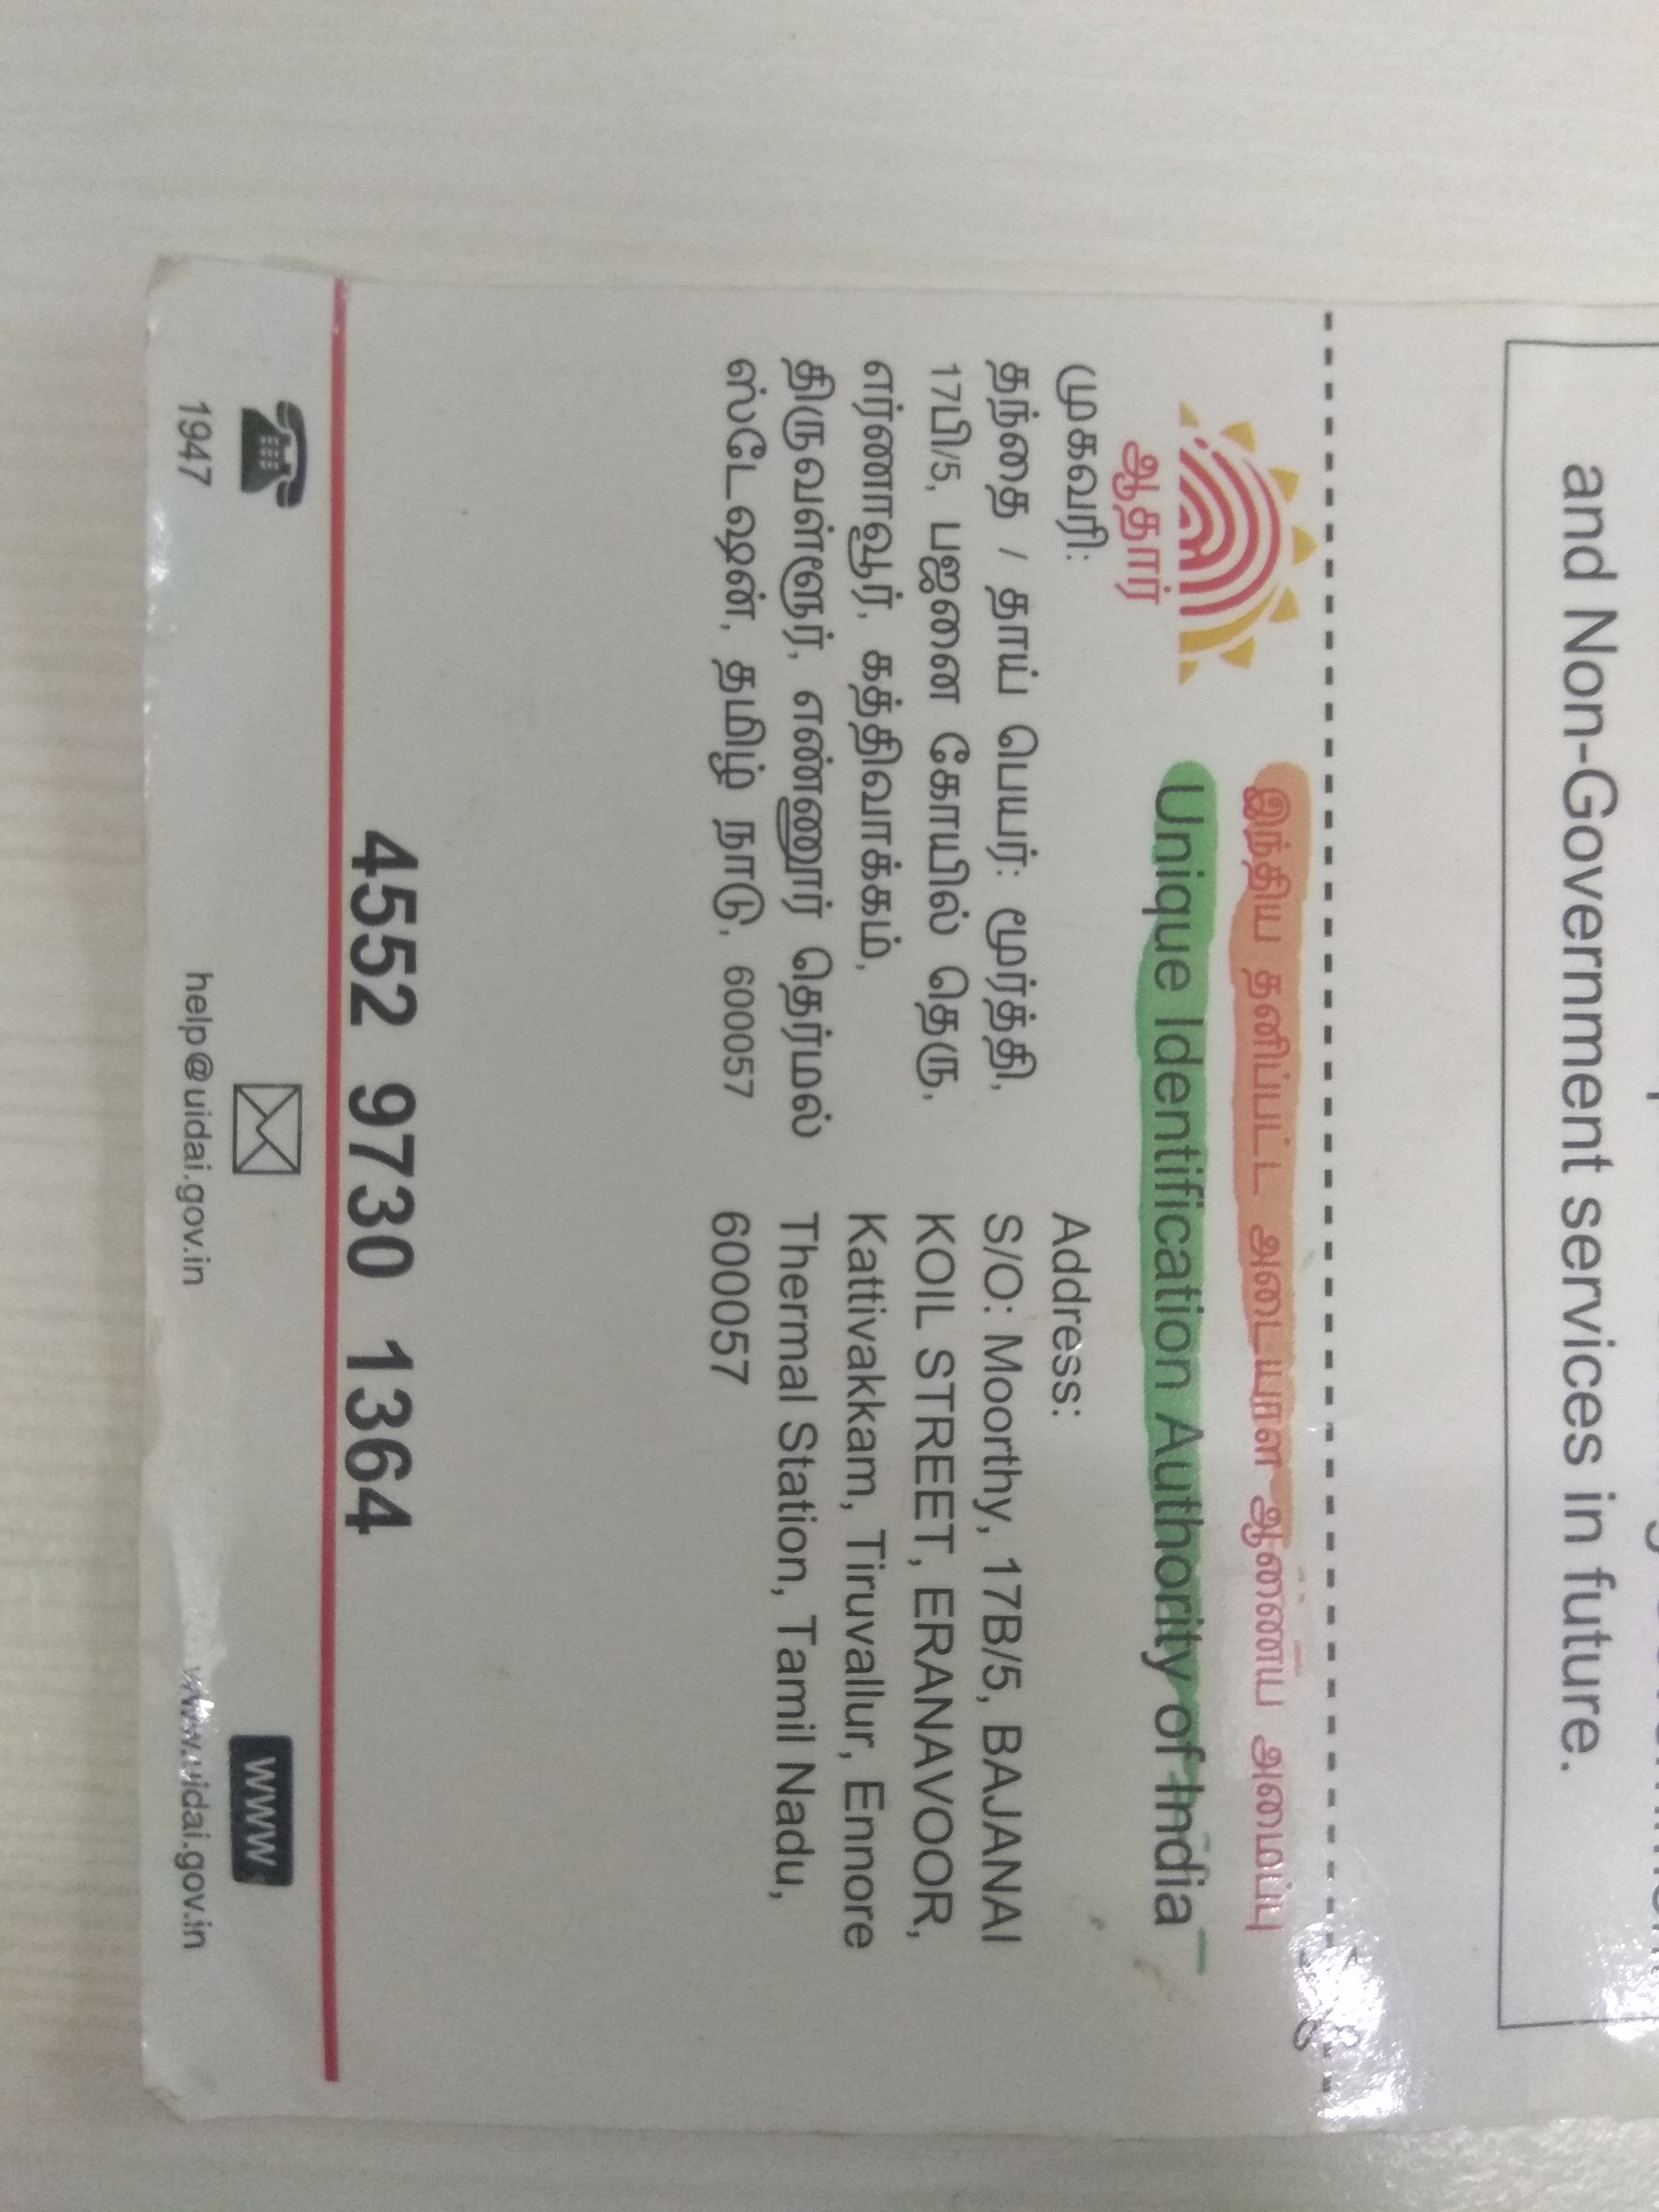 and Non-Government services in future.
இந்திய தனிப்பட்ட அடையாள ஆணைய அமைப்பு
Unique Identification Authority of India
ஆதார்
முகவரி:
தந்தை / தாய் பெயர்: மூர்த்தி,
17பி/5, பஜனை கோயில் தெரு,
எர்ணாவூர், கத்திவாக்கம்,
திருவள்ளூர், எண்ணூர் தெர்மல்
ஸ்டேஷன், தமிழ் நாடு, 600057
Address:
S/O: Moorthy, 17B/5, BAJANAI
KOIL STREET, ERANAVOOR,
Kattivakkam, Tiruvallur, Ennore
Thermal Station, Tamil Nadu,
600057
4552 9730 1364
1947
help@uidai.gov.in
WWW
www.uidai.gov.in